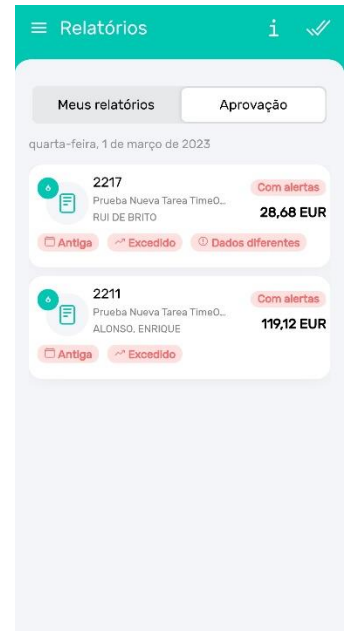 Relatórios
Meus relatórios
Aprovação
quarta-feira, 1 de março de 2023
2217
Com alertas
Prueba Nueva Tarea TimeO...
28,68 EUR
RUI DE BRITO
Antiga
Excedido
Dados diferentes
2211
Com alertas
Prueba Nueva Tarea TimeO...
119,12 EUR
ALONSO, ENRIQUE
Antiga
Excedido